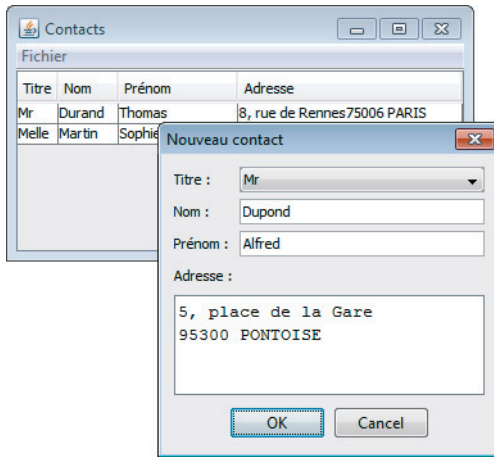 Contacts
Fichier
Titre Nom Prénom Adresse
Mr Durand Thomas 8, rue de Rennes75006 PARIS
Melle Martin Sophie
Nouveau contact
Titre : Mr
Nom : Dupond
Prénom : Alfred
Adresse :
5, place de la Gare
95300 PONTOISE
OK Cancel